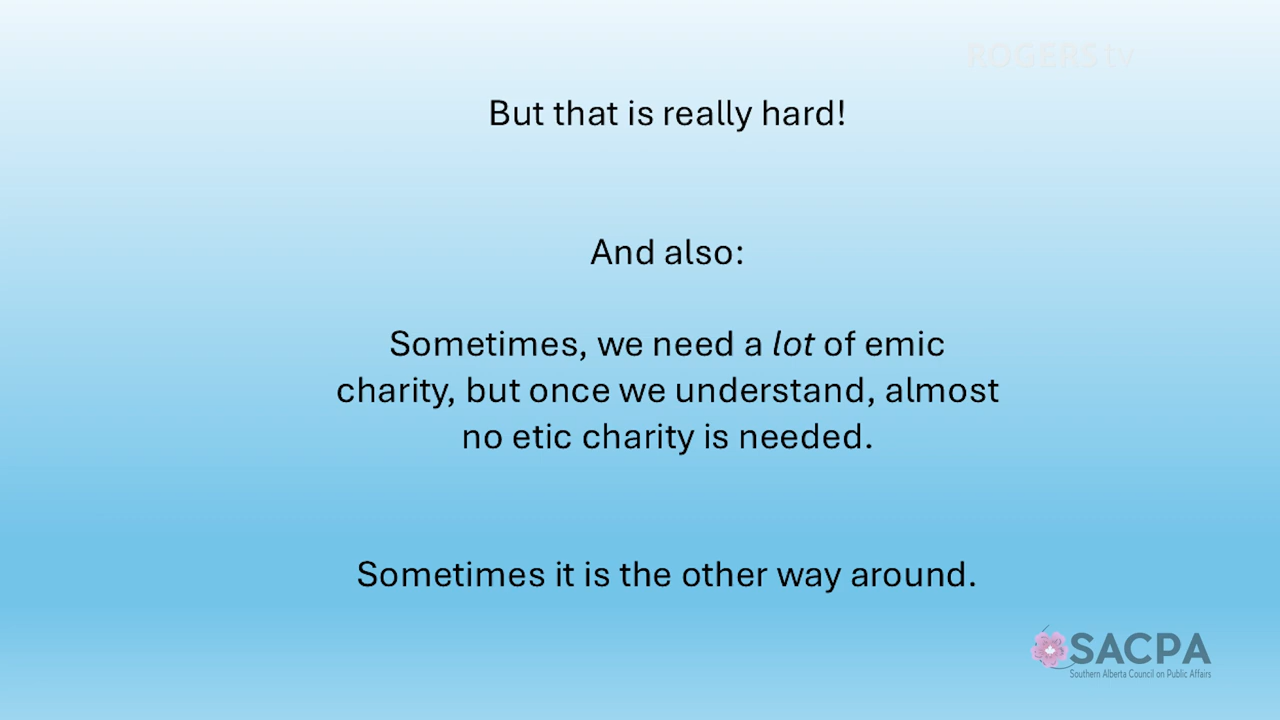 ROGERS tv
But that is really hard!
And also:
Sometimes, we need a lot of emic
charity, but once we understand, almost
no etic charity is needed.
Sometimes it is the other way around.
SACPA
Southern Alberta Council on Public Affairs